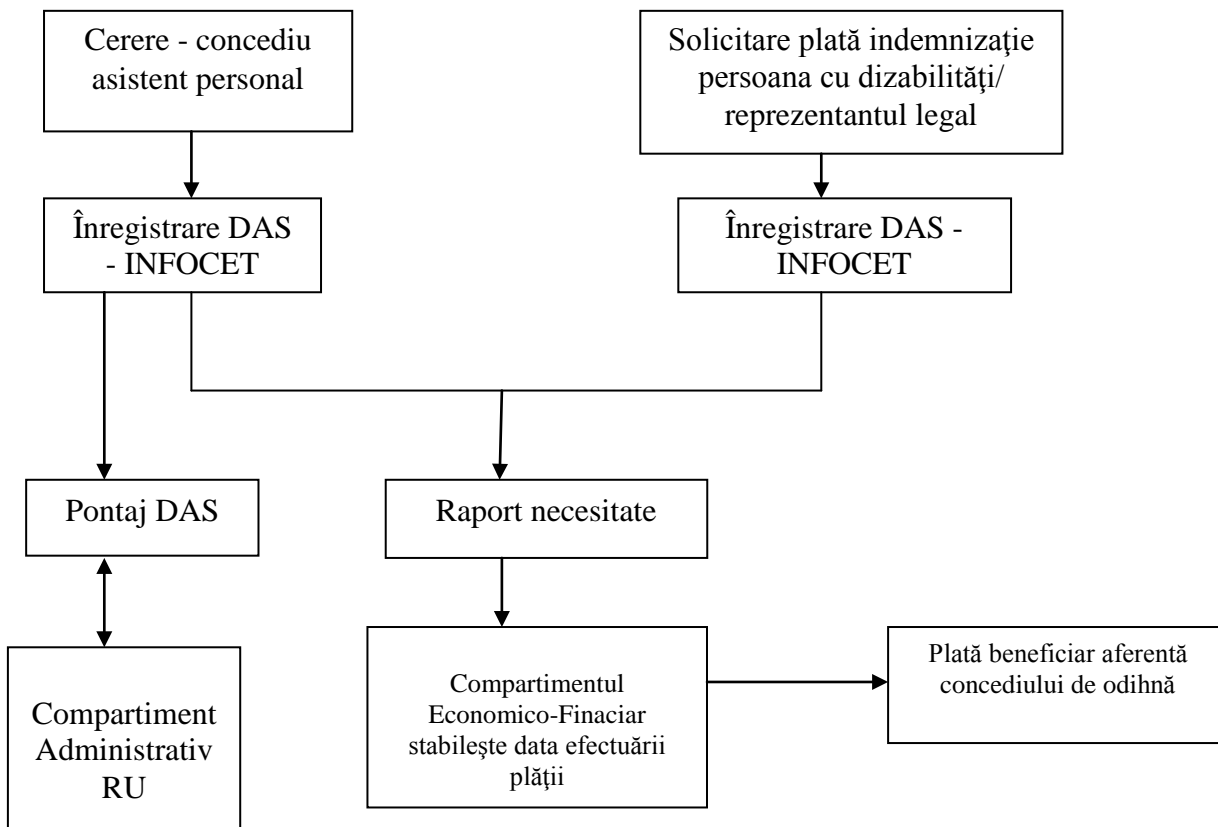 Cerere - concediu
asistent personal
Solicitare plată indemnizaţie
persoana cu dizabilităţi/
reprezentantul legal
Înregistrare DAS
- INFOCET
Înregistrare DAS -
INFOCET
Pontaj DAS
Raport necesitate
Compartiment
Administrativ
RU
Compartimentul
Economico-Finaciar
stabileşte data efectuării
plăţii
Plată beneficiar aferentă
concediului de odihnă